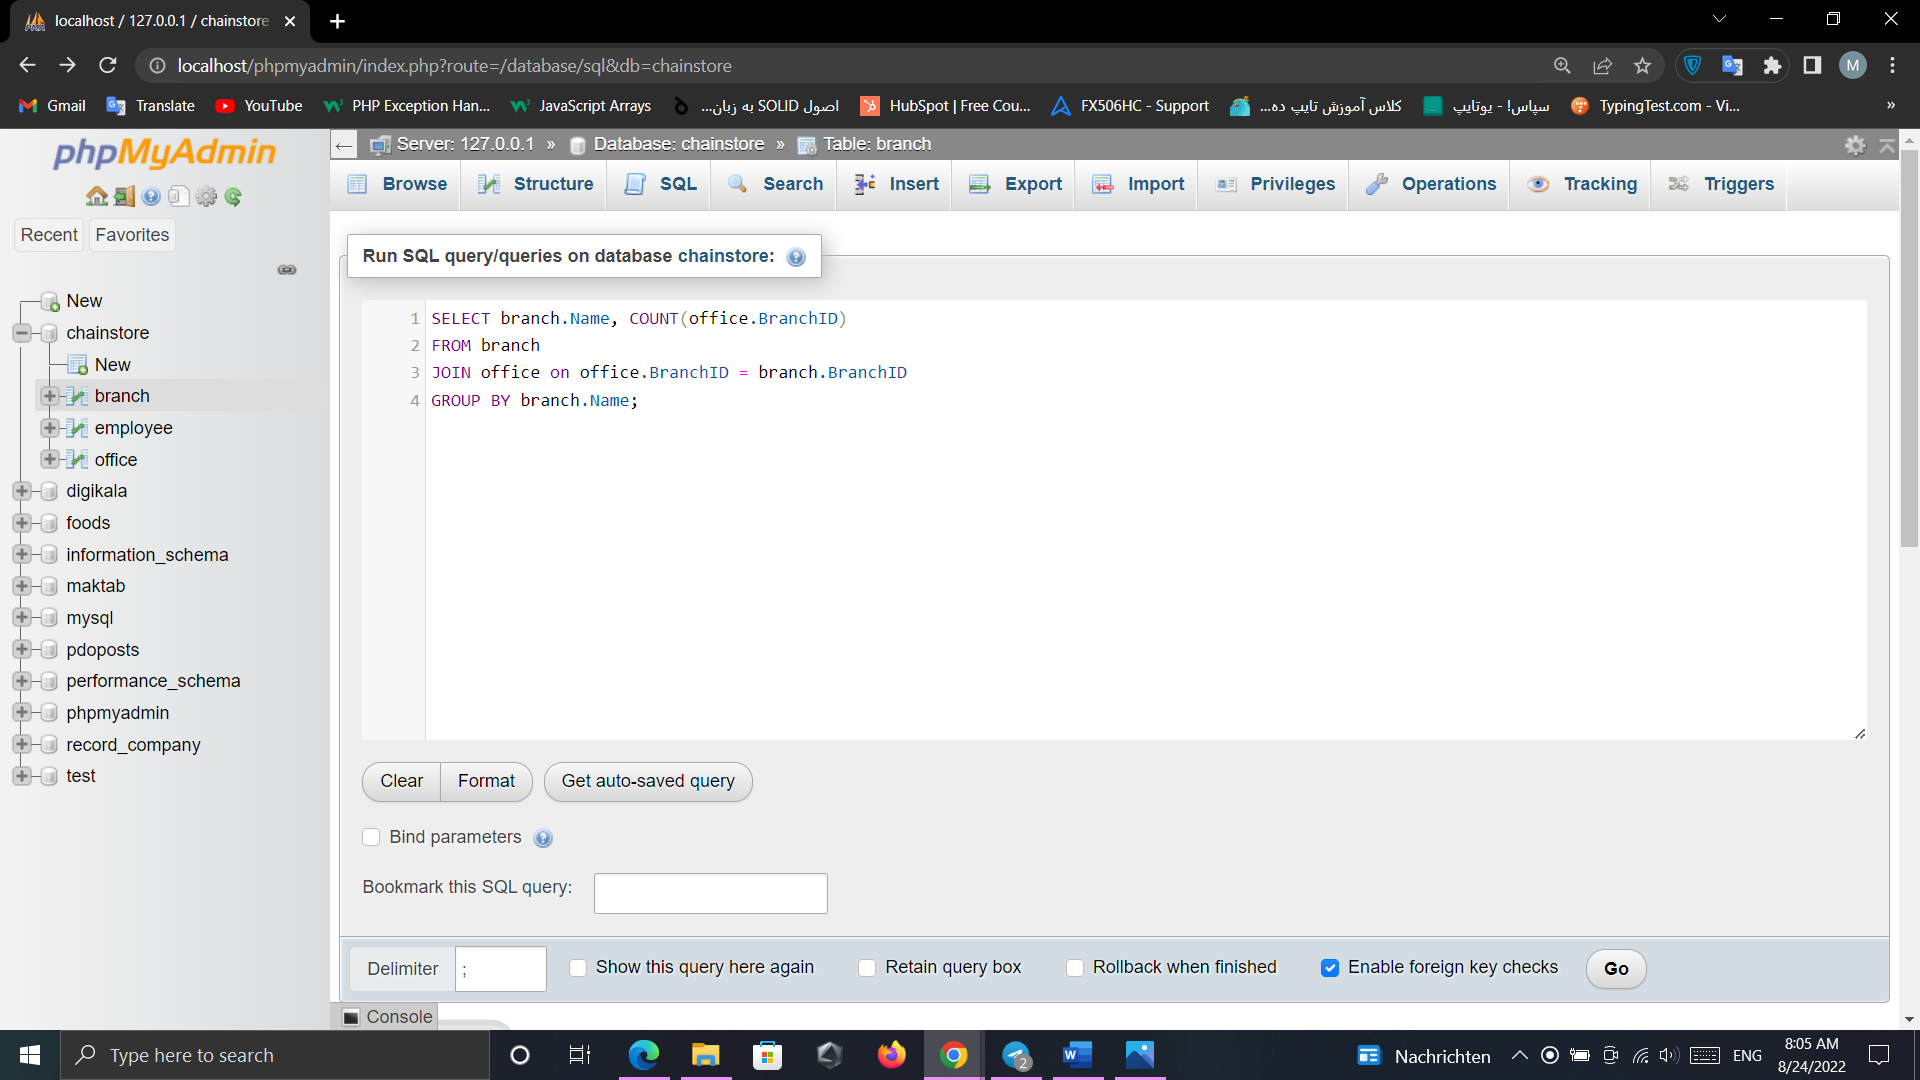 localhost / 127.0.0.1 / chainstore
localhost/phpmyadmin/index.php?route=/database/sql&db=chainstore
M
Gmail
Translate
YouTube
PHP Exception Han...
JavaScript Arrays
اصول SOLID به زبان...
HubSpot | Free Cou...
FX506HC - Support
کلاس آموزش تایپ ده...
سپاس! - یوتایپ
TypingTest.com - Vi...
»
phpMyAdmin
Recent
Favorites
New
chainstore
New
branch
employee
office
digikala
foods
information_schema
maktab
mysql
pdoposts
performance_schema
phpmyadmin
record_company
test
Server: 127.0.0.1 » Database: chainstore » Table: branch
Browse
Structure
SQL
Search
Insert
Export
Import
Privileges
Operations
Tracking
Triggers
Run SQL query/queries on database chainstore:
1 SELECT branch.Name, COUNT(office.BranchID)
2 FROM branch
3 JOIN office on office.BranchID = branch.BranchID
4 GROUP BY branch.Name;
Clear
Format
Get auto-saved query
Bind parameters
Bookmark this SQL query:
Delimiter
;
Show this query here again
Retain query box
Rollback when finished
Enable foreign key checks
Go
Console
Type here to search
2
Nachrichten
ENG
8:05 AM
8/24/2022